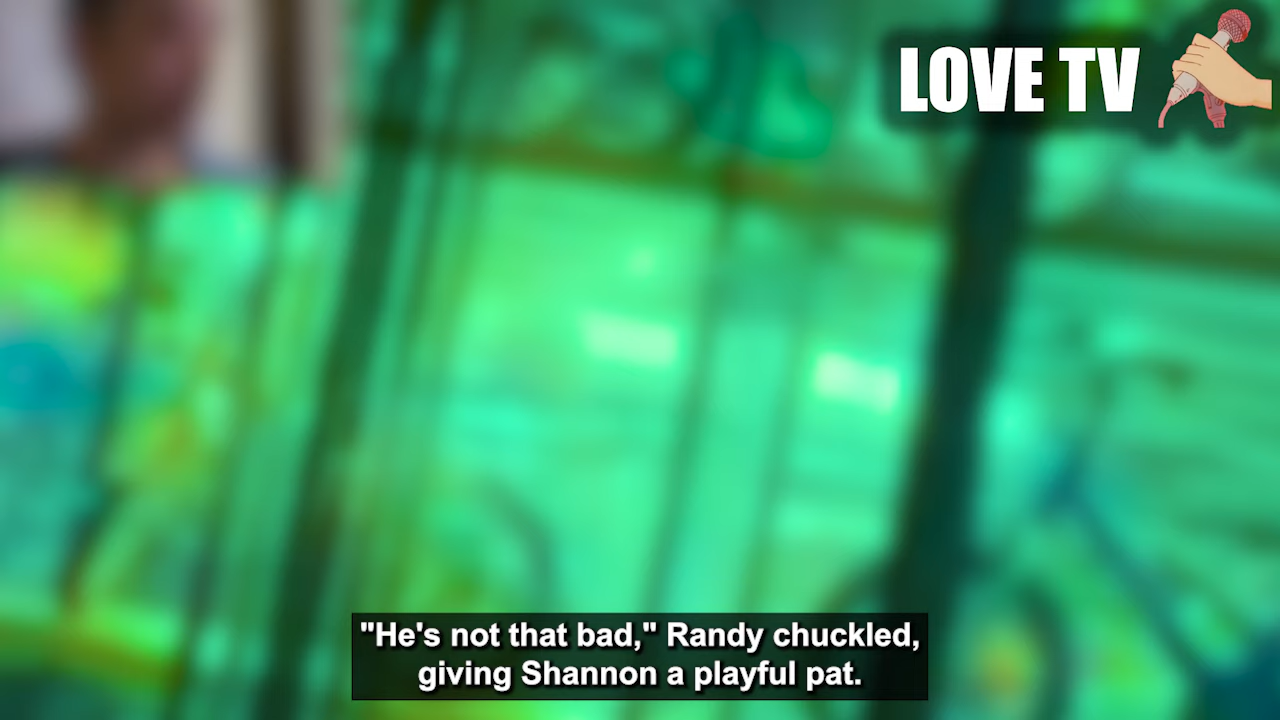 LOVE TV
"He's not that bad," Randy chuckled,
giving Shannon a playful pat.